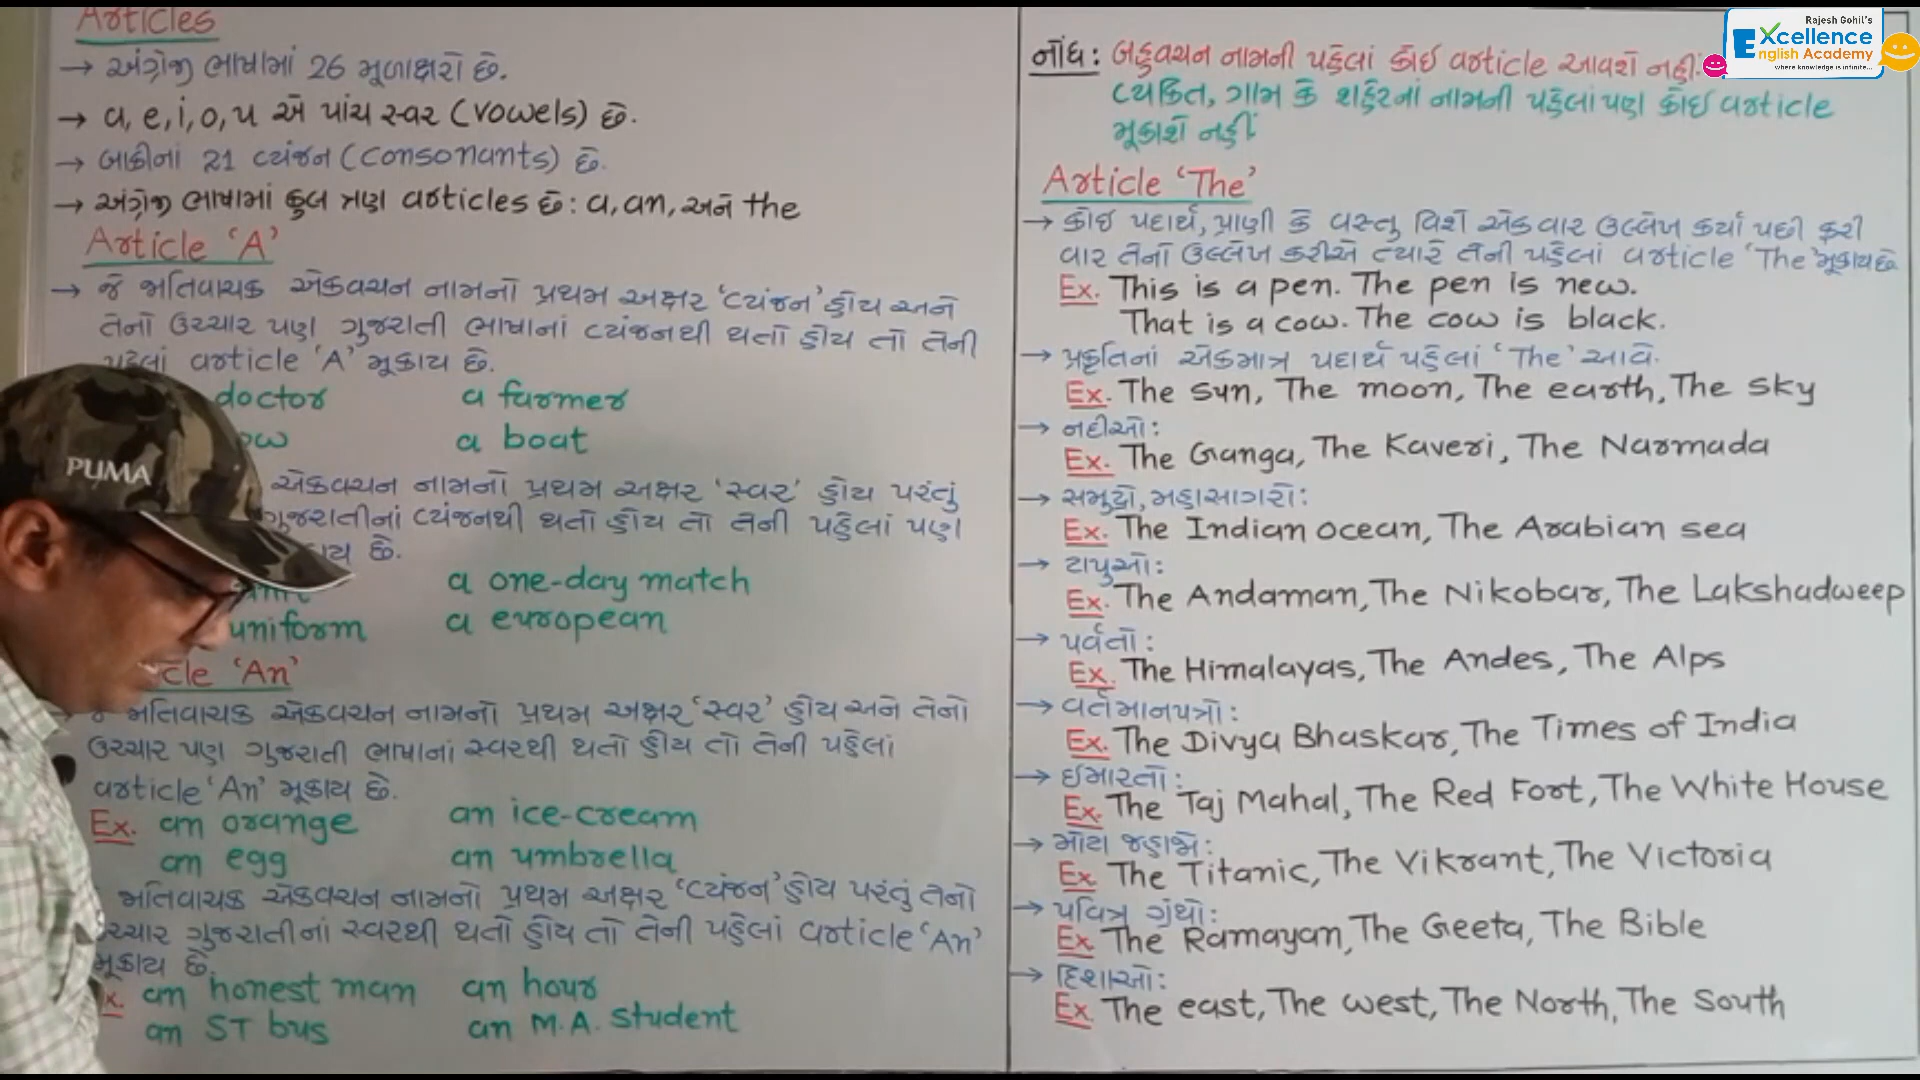 Articles
→ અંગ્રેજી ભાષામાં 26 મૂળાક્ષરો છે.
→ a, e, i, o, u એ પાંચ સ્વર (vowels) છે.
→ બાકીનાં 21 વ્યંજન (consonants) છે.
→ અંગ્રેજી ભાષામાં કુલ ત્રણ articles છે: a, an, અને the
Article 'A'
→ જે જાતિવાચક એકવચન નામનો પ્રથમ અક્ષર 'વ્યંજન' હોય અને
તેનો ઉચ્ચાર પણ ગુજરાતી ભાષાનાં વ્યંજનથી થતો હોય તો તેની
પહેલાં article 'A' મૂકાય છે.
doctor a farmer
ow a boat
એકવચન નામનો પ્રથમ અક્ષર 'સ્વર' હોય પરંતુ
ગુજરાતીનાં વ્યંજનથી થતો હોય તો તેની પહેલાં પણ
છે.
a one-day match
uniform a european
cle 'An'
જાતિવાચક એકવચન નામનો પ્રથમ અક્ષર 'સ્વર' હોય અને તેનો
ઉચ્ચાર પણ ગુજરાતી ભાષાનાં સ્વરથી થતો હોય તો તેની પહેલાં
article 'An' મૂકાય છે.
Ex. an orange an ice-cream
an egg an umbrella
જાતિવાચક એકવચન નામનો પ્રથમ અક્ષર 'વ્યંજન' હોય પરંતુ તેનો
ઉચ્ચાર ગુજરાતીનાં સ્વરથી થતો હોય તો તેની પહેલાં article 'An'
મૂકાય છે.
x. an honest man an hour
an ST bus an M.A. student
નોંધ: બહુવચન નામની પહેલાં કોઈ article આવશે નહીં.
વ્યકિત, ગામ કે શહેરનાં નામની પહેલાં પણ કોઈ article
મૂકાશે નહીં
Article 'The'
→ કોઇ પદાર્થ, પ્રાણી કે વસ્તુ વિશે એકવાર ઉલ્લેખ કર્યા પછી ફરી
વાર તેનો ઉલ્લેખ કરીએ ત્યારે તેની પહેલાં article 'The' મૂકાય છે
Ex. This is a pen. The pen is new.
That is a cow. The cow is black.
→ પ્રકૃતિનાં એકમાત્ર પદાર્થ પહેલાં 'The' આવે.
Ex. The sun, The moon, The earth, The sky
→ નદીઓ:
Ex. The Ganga, The Kaveri, The Narmada
→ સમુદ્રો, મહાસાગરો:
Ex. The Indian ocean, The Arabian sea
→ ટાપુઓ:
Ex. The Andaman, The Nikobar, The Lakshadweep
→ પર્વતો:
Ex. The Himalayas, The Andes, The Alps
→ વર્તમાનપત્રો:
Ex. The Divya Bhaskar, The Times of India
→ ઈમારતો:
Ex. The Taj Mahal, The Red Fort, The White House
→ મોટા જહાજો:
Ex The Titanic, The Vikrant, The Victoria
→ પવિત્ર ગ્રંથો:
Ex The Ramayan, The Geeta, The Bible
→ દિશાઓ:
Ex The east, The west, The North, The South
PUMA
Rajesh Gohil's
Excellence
English Academy
where knowledge is infinite...